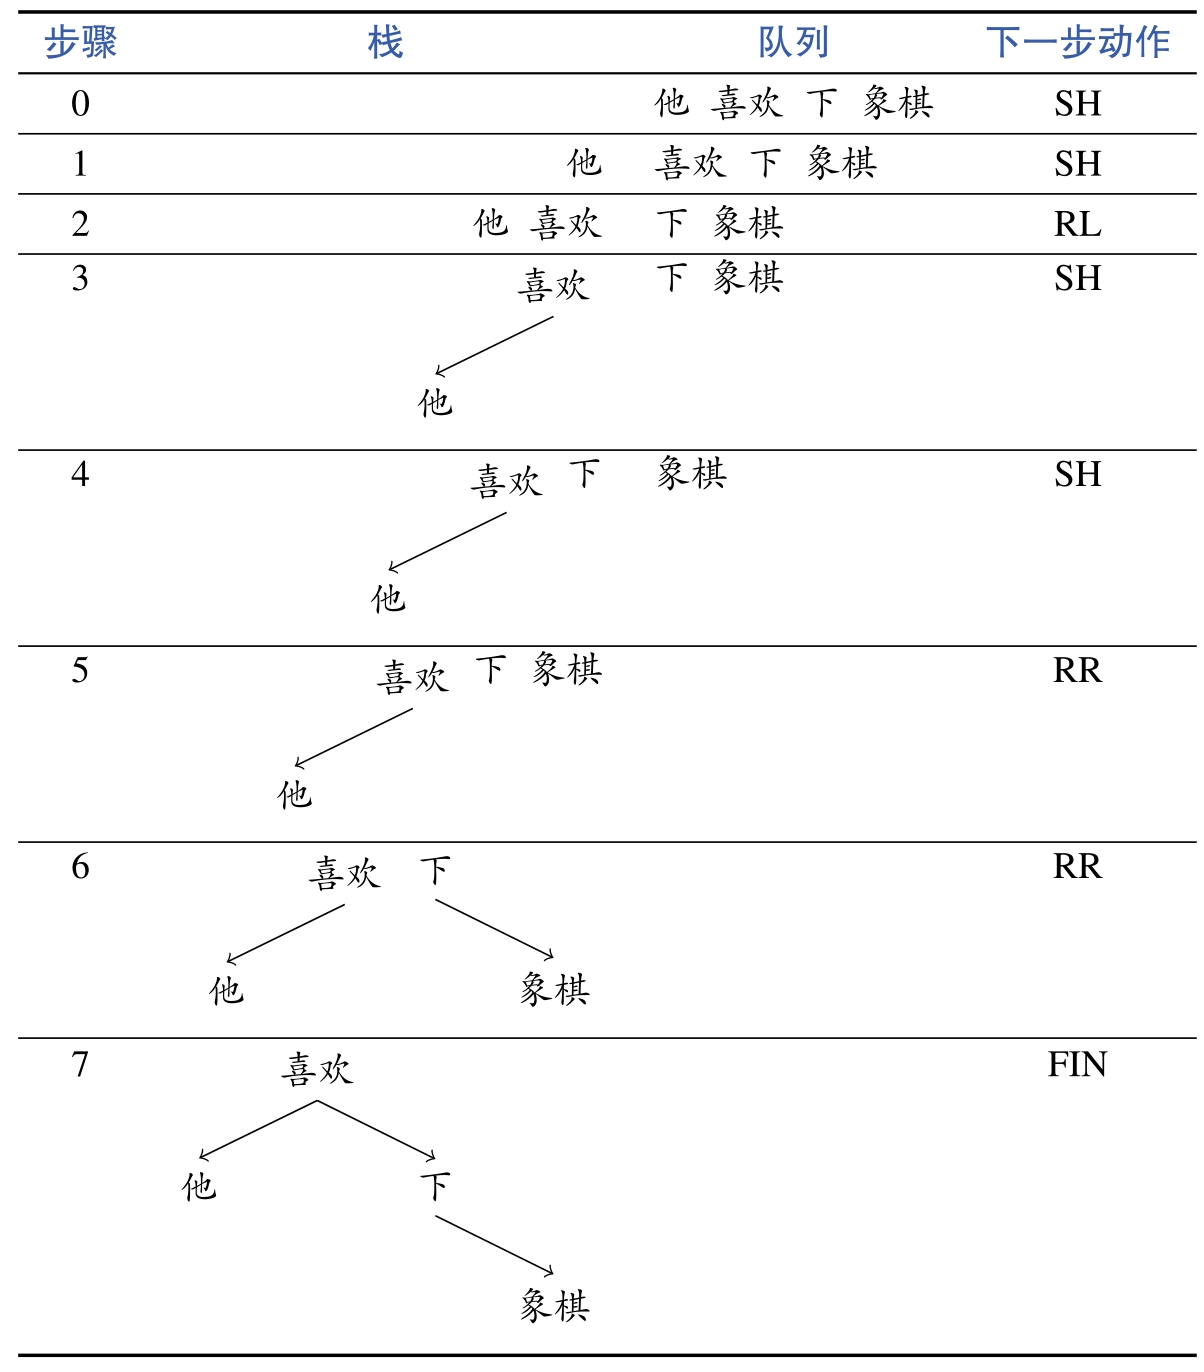 步骤 栈 队列 下一步动作
0 他 喜欢 下 象棋 SH
1 他 喜欢 下 象棋 SH
2 他 喜欢 下 象棋 RL
3 喜欢 下 象棋 SH
他
4 喜欢 下 象棋 SH
他
5 喜欢 下 象棋 RR
他
6 喜欢 下 RR
他 象棋
7 喜欢 FIN
他 下
象棋